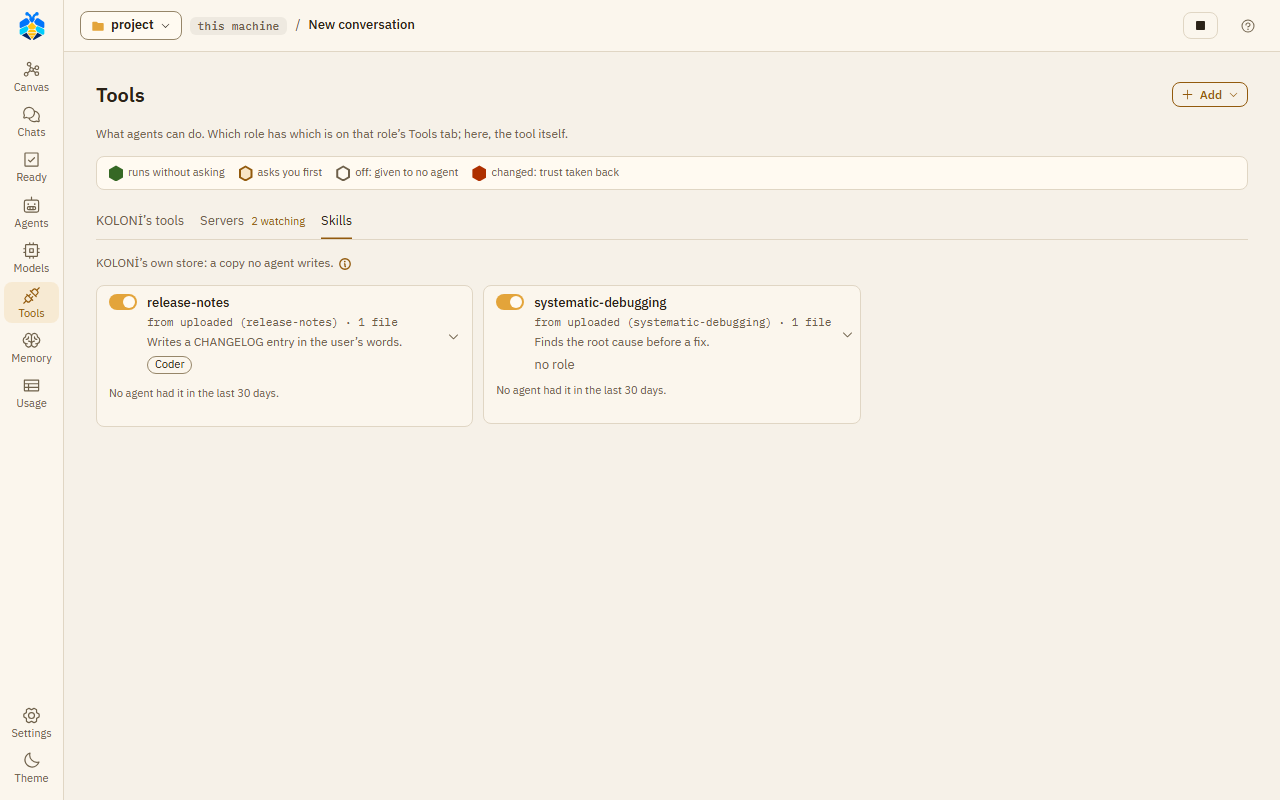 project
this machine / New conversation
Canvas
Chats
Ready
Agents
Models
Tools
Memory
Usage
Settings
Theme
Tools
Add
What agents can do. Which role has which is on that role's Tools tab; here, the tool itself.
runs without asking
asks you first
off: given to no agent
changed: trust taken back
KOLONİ's tools
Servers 2 watching
Skills
KOLONİ's own store: a copy no agent writes.
release-notes
from uploaded (release-notes) · 1 file
Writes a CHANGELOG entry in the user's words.
Coder
No agent had it in the last 30 days.
systematic-debugging
from uploaded (systematic-debugging) · 1 file
Finds the root cause before a fix.
no role
No agent had it in the last 30 days.